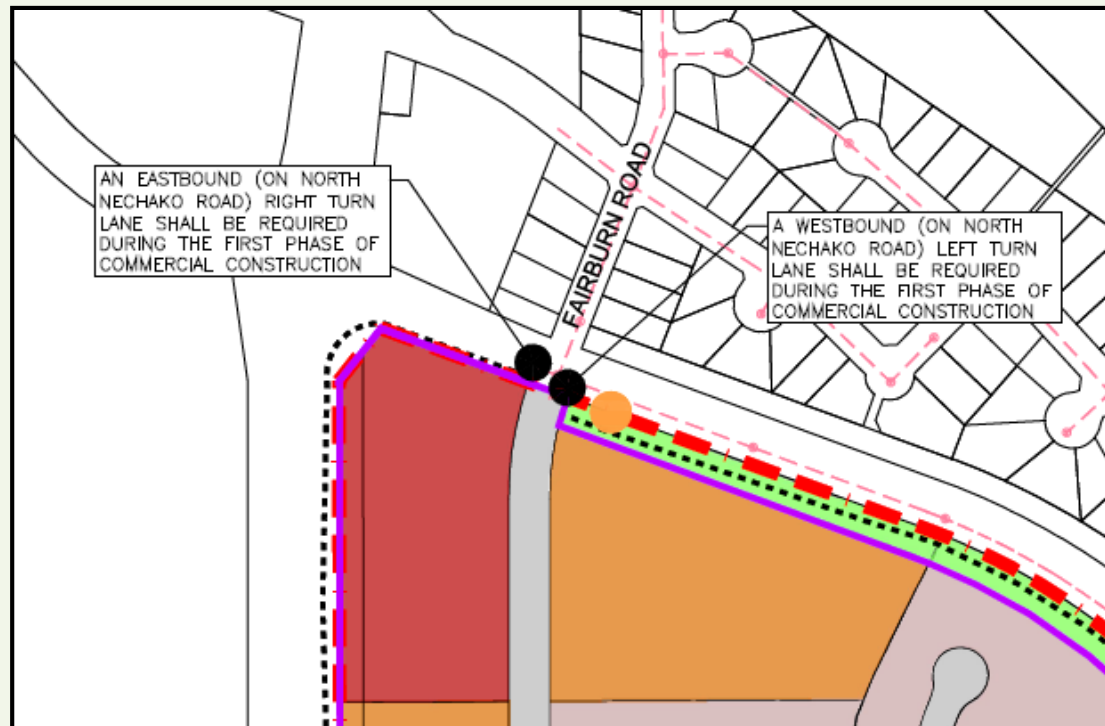 AN EASTBOUND (ON NORTH
NECHAKO ROAD) RIGHT TURN
LANE SHALL BE REQUIRED
DURING THE FIRST PHASE OF
COMMERCIAL CONSTRUCTION
FAIRBURN ROAD
A WESTBOUND (ON NORTH
NECHAKO ROAD) LEFT TURN
LANE SHALL BE REQUIRED
DURING THE FIRST PHASE OF
COMMERCIAL CONSTRUCTION